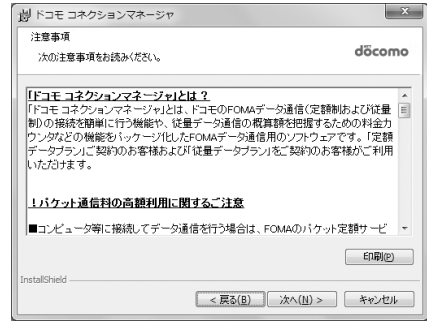 ドコモ コネクションマネージャ
注意事項
次の注意事項をお読みください。
döcomo
「ドコモ コネクションマネージャ」とは？
「ドコモ コネクションマネージャ」とは、ドコモのFOMAデータ通信（定額制および従量
制）の接続を簡単に行う機能や、従量データ通信の概算額を把握するための料金カ
ウンタなどの機能をパッケージ化したFOMAデータ通信用のソフトウェアです。「定額
データプラン」ご契約のお客様および「従量データプラン」をご契約のお客様がご利用
いただけます。
！パケット通信料の高額利用に関するご注意
■コンピュータ等に接続してデータ通信を行う場合は、FOMAのパケット定額サービ
印刷(P)
InstallShield
< 戻る(B)
次へ(N) >
キャンセル